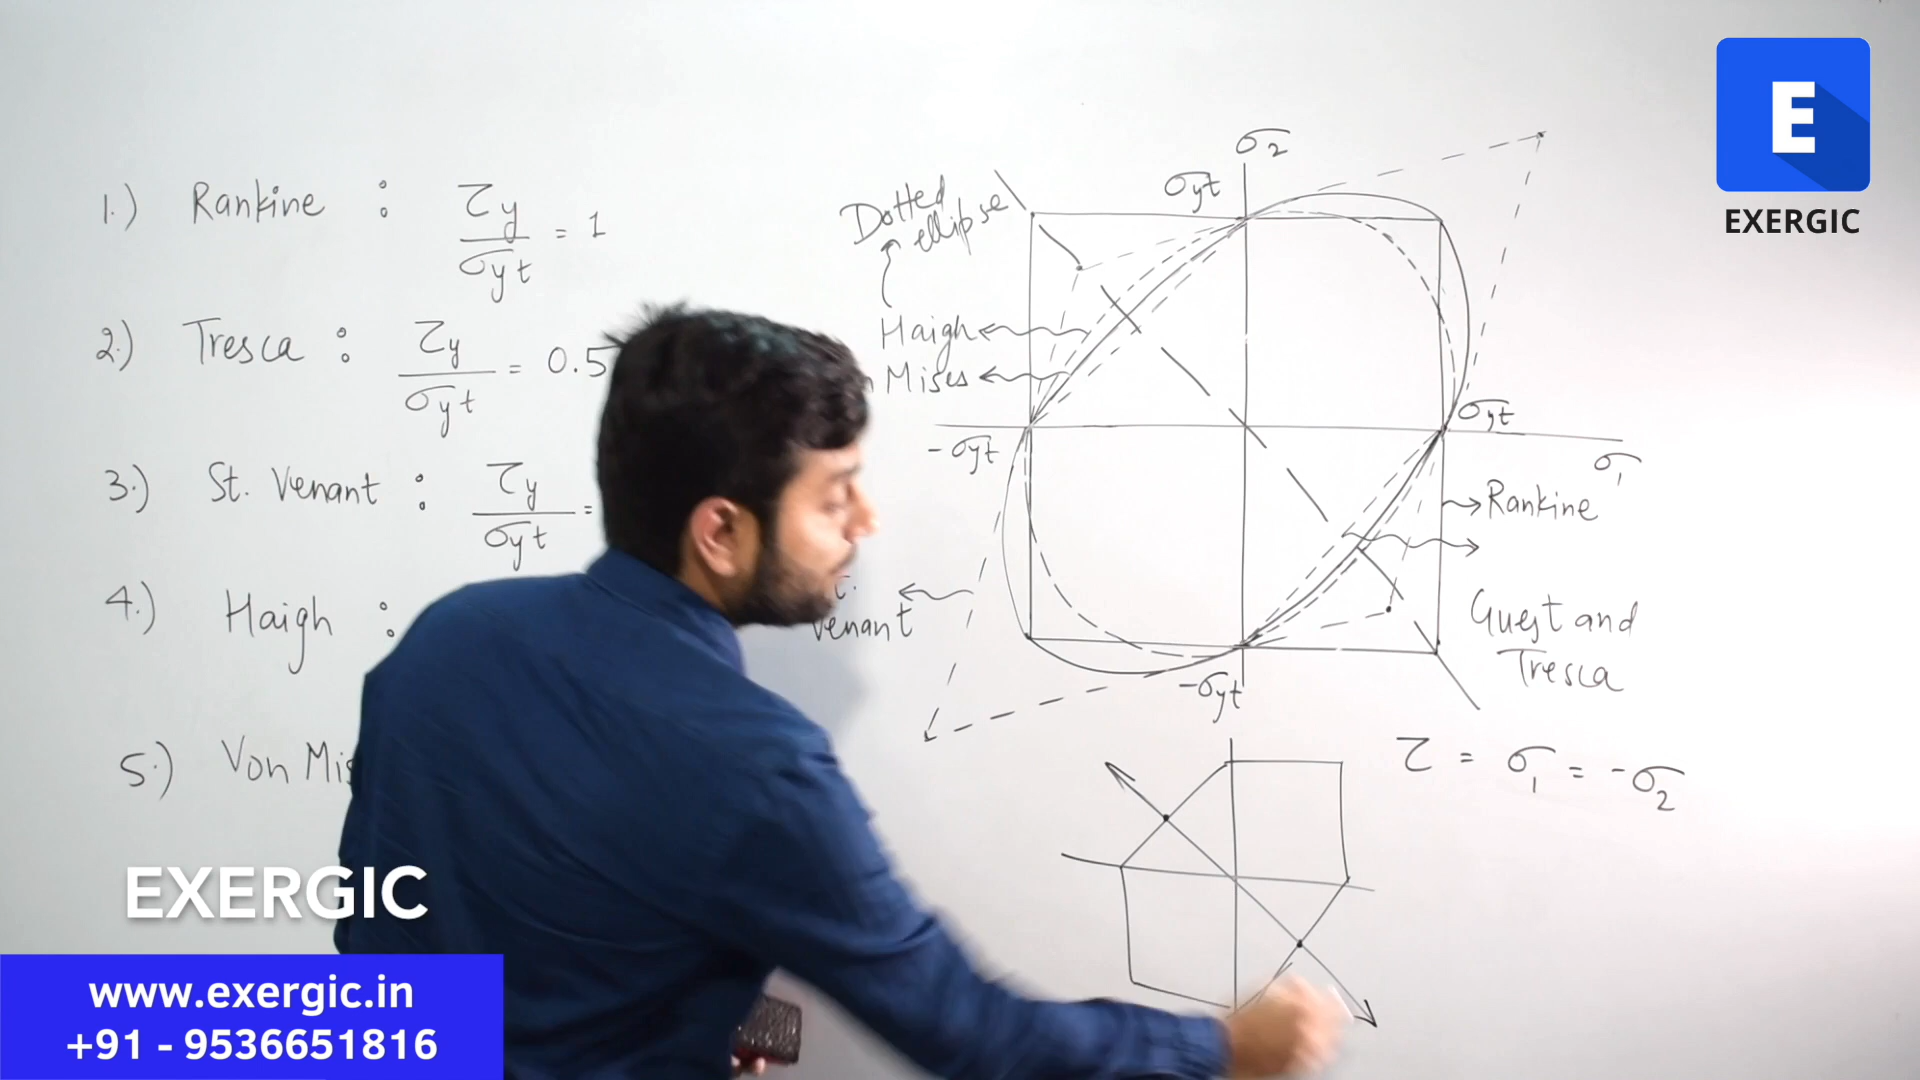 1.) Rankine : τy / σyt = 1
2.) Tresca : τy / σyt = 0.5
3.) St. Venant : τy / σyt =
4.) Haigh :
5.) Von Mis
Dotted
ellipse
Haigh
Mises
Venant
σ2
σyt
σyt
σ1
-σyt
-σyt
Rankine
Guest and
Tresca
τ = σ1 = -σ2
E
EXERGIC
EXERGIC
www.exergic.in
+91 - 9536651816